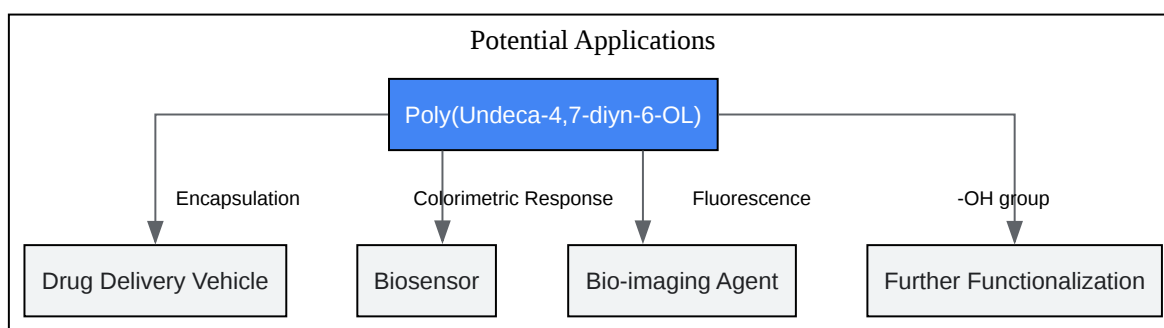 Potential Applications
Poly(Undeca-4,7-diyn-6-OL)
Encapsulation
Colorimetric Response
Fluorescence
-OH group
Drug Delivery Vehicle
Biosensor
Bio-imaging Agent
Further Functionalization